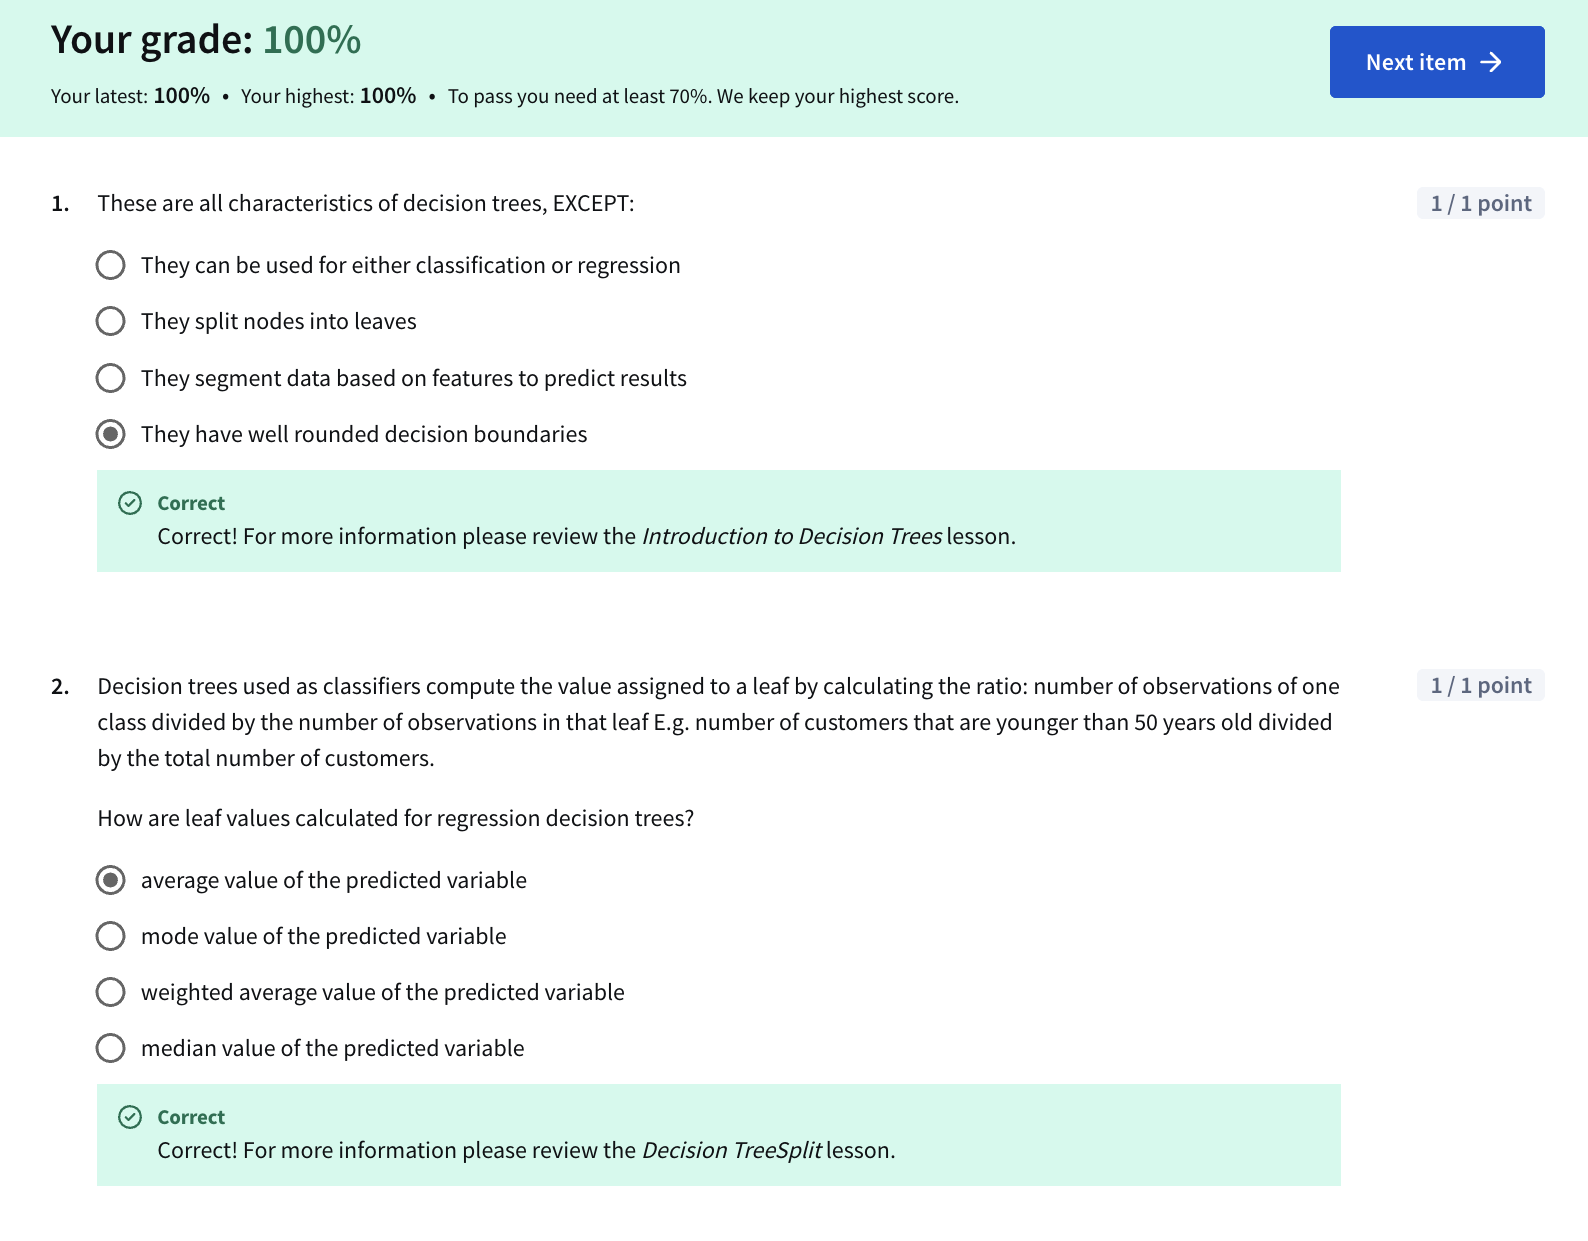 Your grade: 100%
Next item →
Your latest: 100% • Your highest: 100% • To pass you need at least 70%. We keep your highest score.
1. These are all characteristics of decision trees, EXCEPT:
1 / 1 point
They can be used for either classification or regression
They split nodes into leaves
They segment data based on features to predict results
They have well rounded decision boundaries
Correct
Correct! For more information please review the Introduction to Decision Trees lesson.
2. Decision trees used as classifiers compute the value assigned to a leaf by calculating the ratio: number of observations of one
1 / 1 point
class divided by the number of observations in that leaf E.g. number of customers that are younger than 50 years old divided
by the total number of customers.
How are leaf values calculated for regression decision trees?
average value of the predicted variable
mode value of the predicted variable
weighted average value of the predicted variable
median value of the predicted variable
Correct
Correct! For more information please review the Decision TreeSplit lesson.